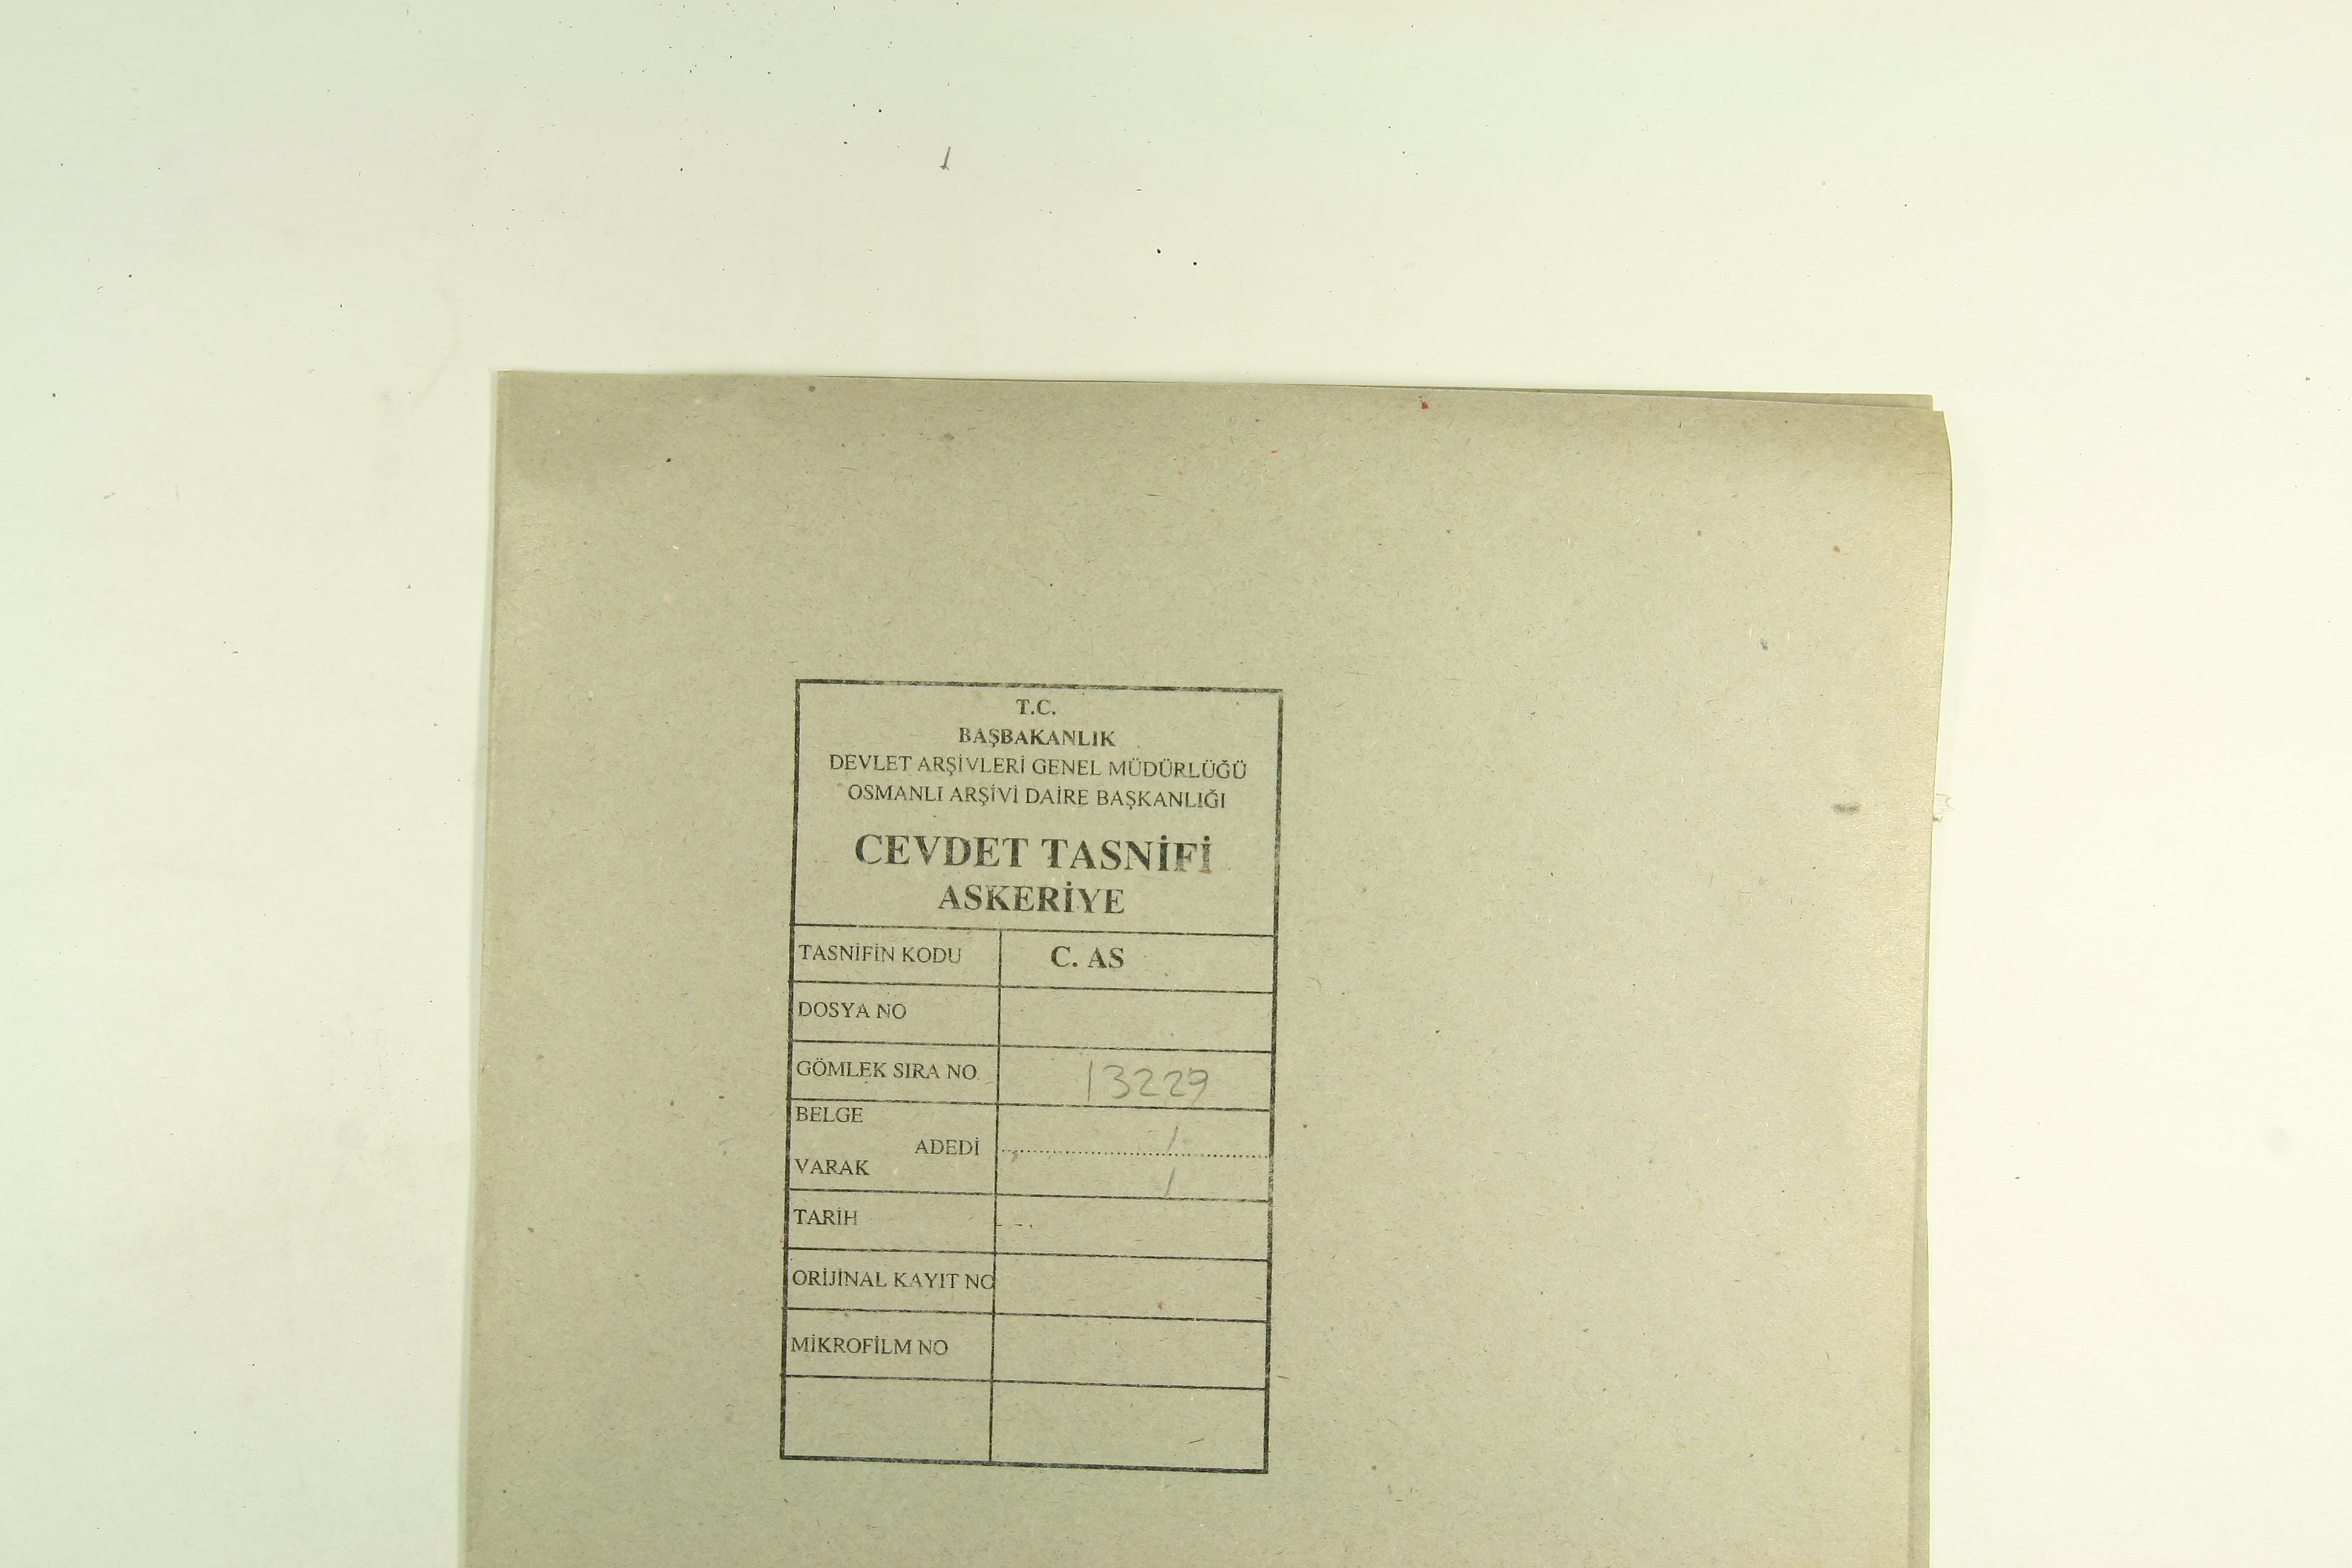 T.C.
BAŞBAKANLIK
DEVLET ARŞİVLERİ GENEL MÜDÜRLÜĞÜ
OSMANLI ARŞİVİ DAİRE BAŞKANLIĞI
CEVDET TASNİFİ
ASKERİYE
TASNİFİN KODU C. AS
DOSYA NO
GÖMLEK SIRA NO 13229
BELGE 1
ADEDİ
VARAK 1
TARİH
ORİJİNAL KAYIT NO
MİKROFİLM NO